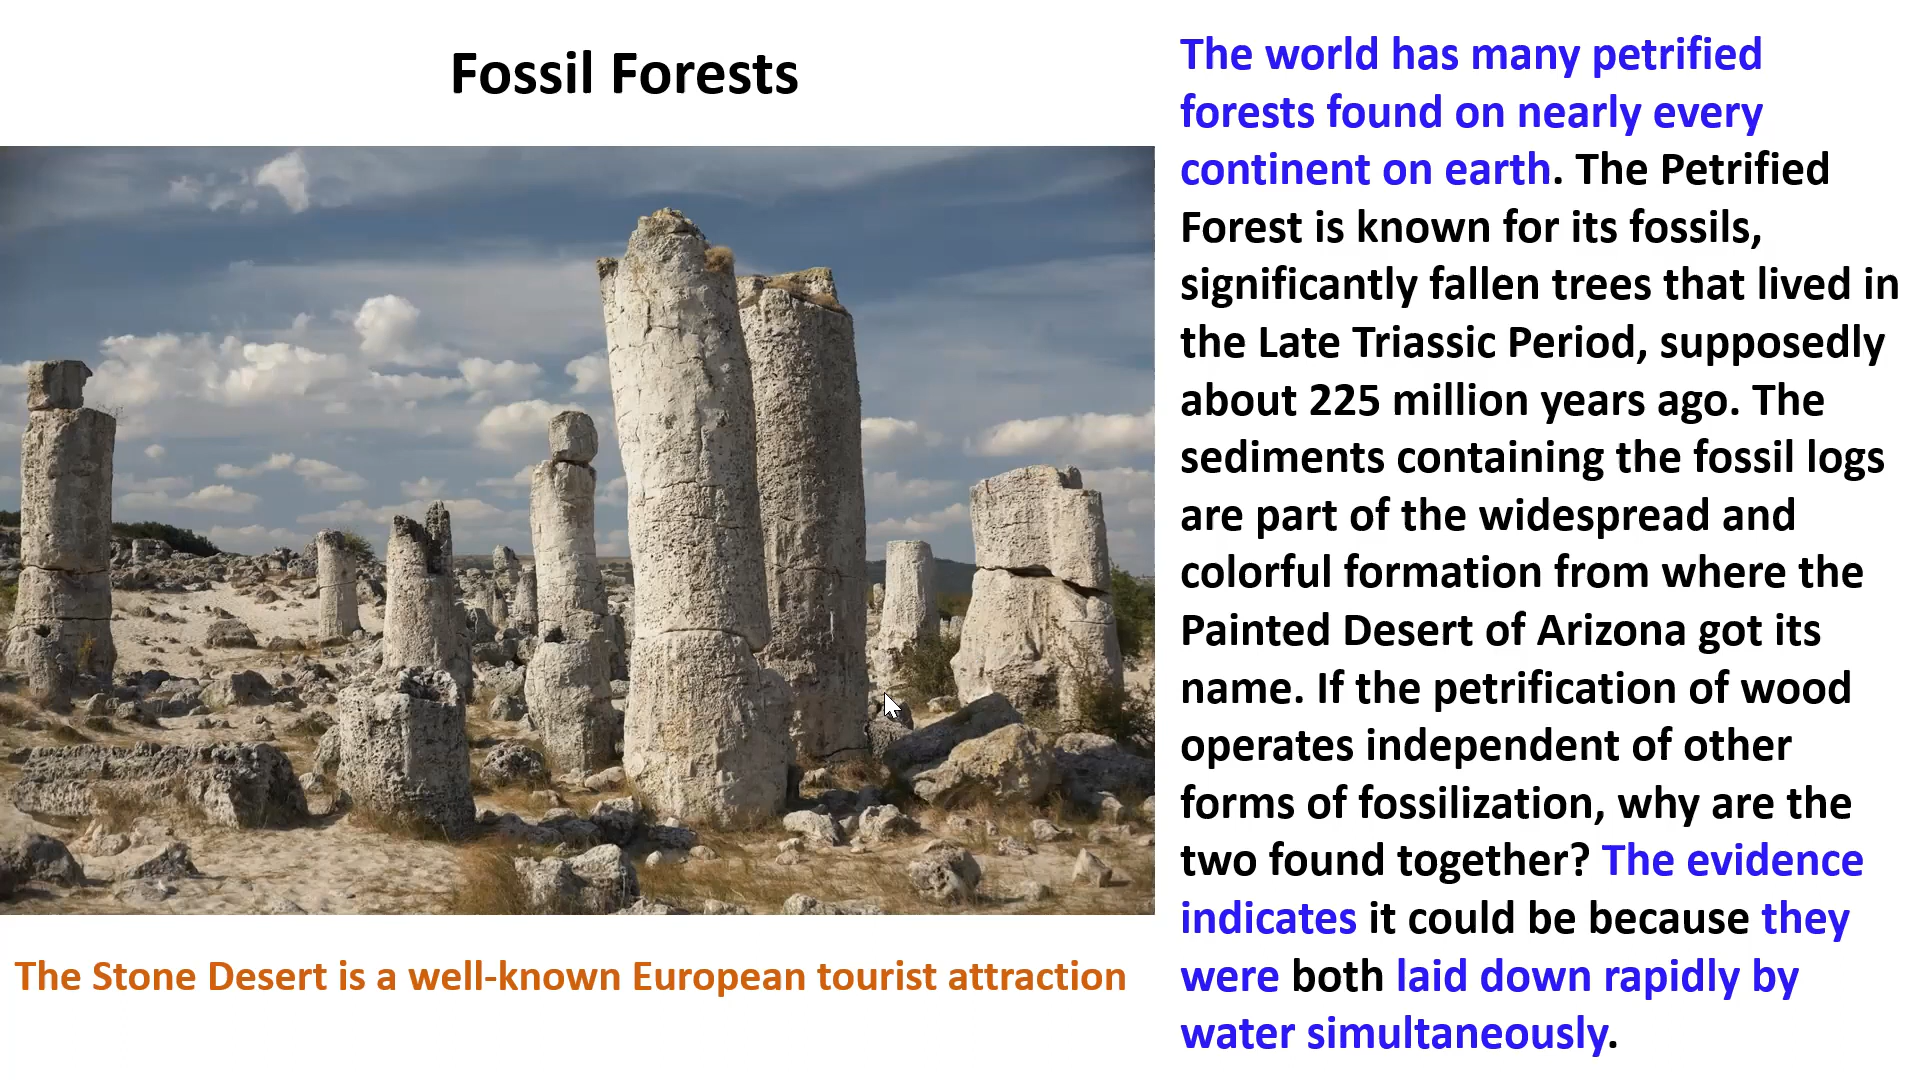 Fossil Forests
The world has many petrified
forests found on nearly every
continent on earth. The Petrified
Forest is known for its fossils,
significantly fallen trees that lived in
the Late Triassic Period, supposedly
about 225 million years ago. The
sediments containing the fossil logs
are part of the widespread and
colorful formation from where the
Painted Desert of Arizona got its
name. If the petrification of wood
operates independent of other
forms of fossilization, why are the
two found together? The evidence
indicates it could be because they
were both laid down rapidly by
water simultaneously.
The Stone Desert is a well-known European tourist attraction